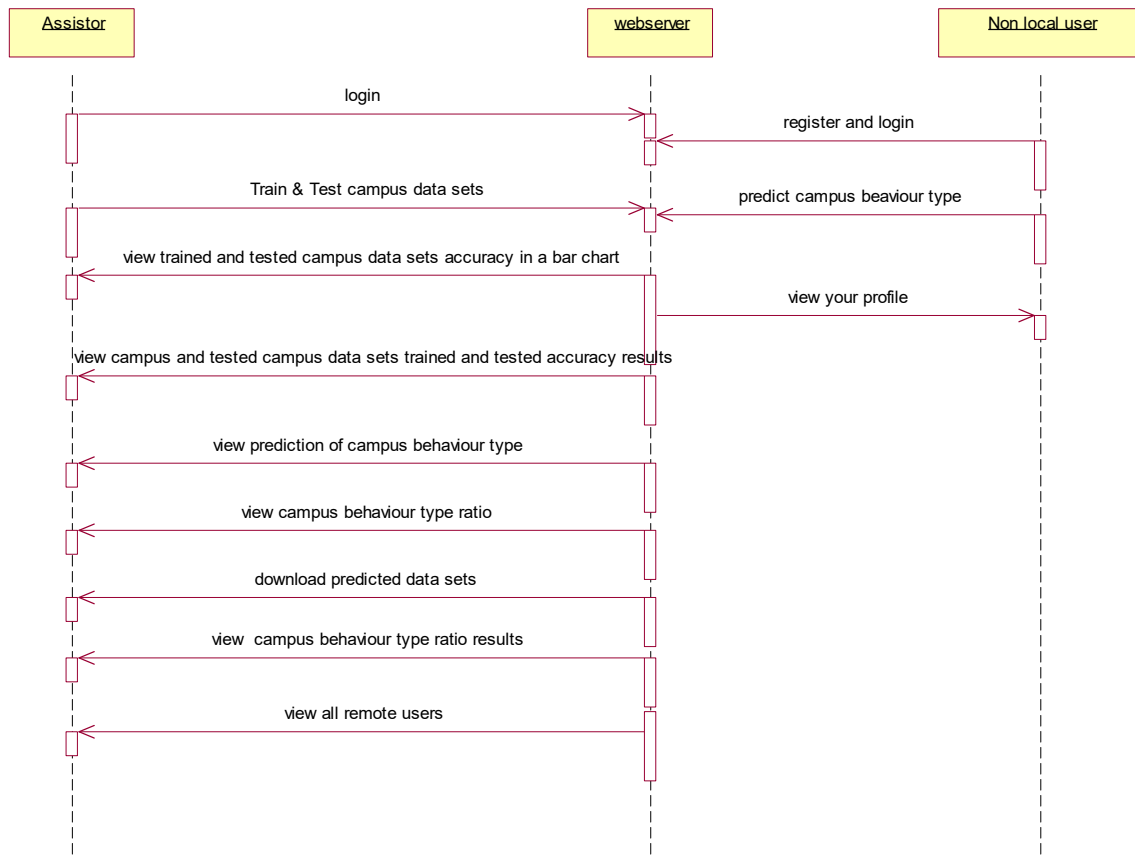 Assistor
webserver
Non local user
login
register and login
Train & Test campus data sets
predict campus beaviour type
view trained and tested campus data sets accuracy in a bar chart
view your profile
view campus and tested campus data sets trained and tested accuracy results
view prediction of campus behaviour type
view campus behaviour type ratio
download predicted data sets
view  campus behaviour type ratio results
view all remote users